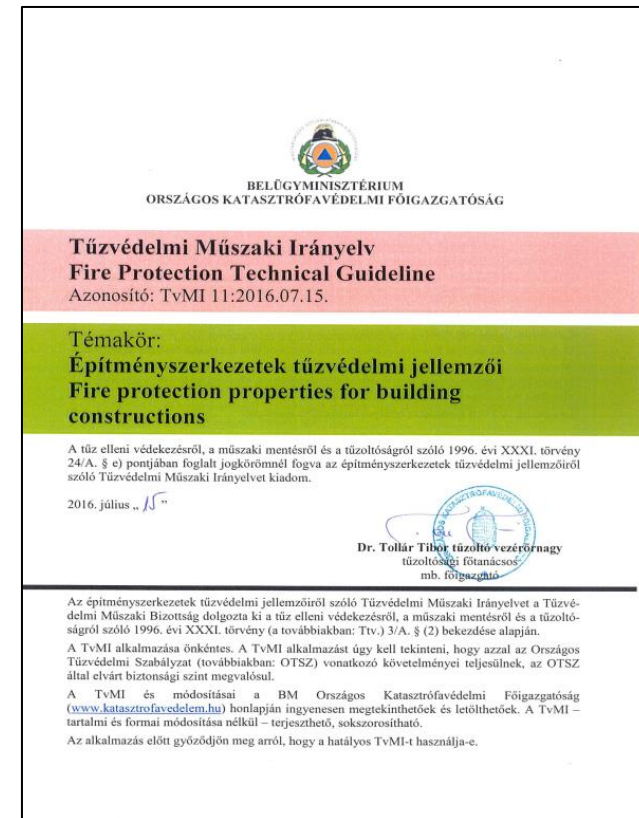 BELÜGYMINISZTÉRIUM
ORSZÁGOS KATASZTRÓFAVÉDELMI FŐIGAZGATÓSÁG
Tűzvédelmi Műszaki Irányelv
Fire Protection Technical Guideline
Azonosító: TvMI 11:2016.07.15.
Témakör:
Építményszerkezetek tűzvédelmi jellemzői
Fire protection properties for building
constructions
A tűz elleni védekezésről, a műszaki mentésről és a tűzoltóságról szóló 1996. évi XXXI. törvény
24/A. § e) pontjában foglalt jogkörömnél fogva az építményszerkezetek tűzvédelmi jellemzőiről
szóló Tűzvédelmi Műszaki Irányelvet kiadom.
2016. július „ 15 "
Dr. Tollár Tibor tűzoltó vezérőrnagy
tűzoltósági főtanácsos
mb. főigazgató
Az építményszerkezetek tűzvédelmi jellemzőiről szóló Tűzvédelmi Műszaki Irányelvet a Tűzvé-
delmi Műszaki Bizottság dolgozta ki a tűz elleni védekezésről, a műszaki mentésről és a tűzoltó-
ságról szóló 1996. évi XXXI. törvény (a továbbiakban: Ttv.) 3/A. § (2) bekezdése alapján.
A TvMI alkalmazása önkéntes. A TvMI alkalmazást úgy kell tekinteni, hogy azzal az Országos
Tűzvédelmi Szabályzat (továbbiakban: OTSZ) vonatkozó követelményei teljesülnek, az OTSZ
által elvárt biztonsági szint megvalósul.
A TvMI és módosításai a BM Országos Katasztrófavédelmi Főigazgatóság
(www.katasztrofavedelem.hu) honlapján ingyenesen megtekinthetőek és letölthetőek. A TvMI –
tartalmi és formai módosítása nélkül – terjeszthető, sokszorosítható.
Az alkalmazás előtt győződjön meg arról, hogy a hatályos TvMI-t használja-e.